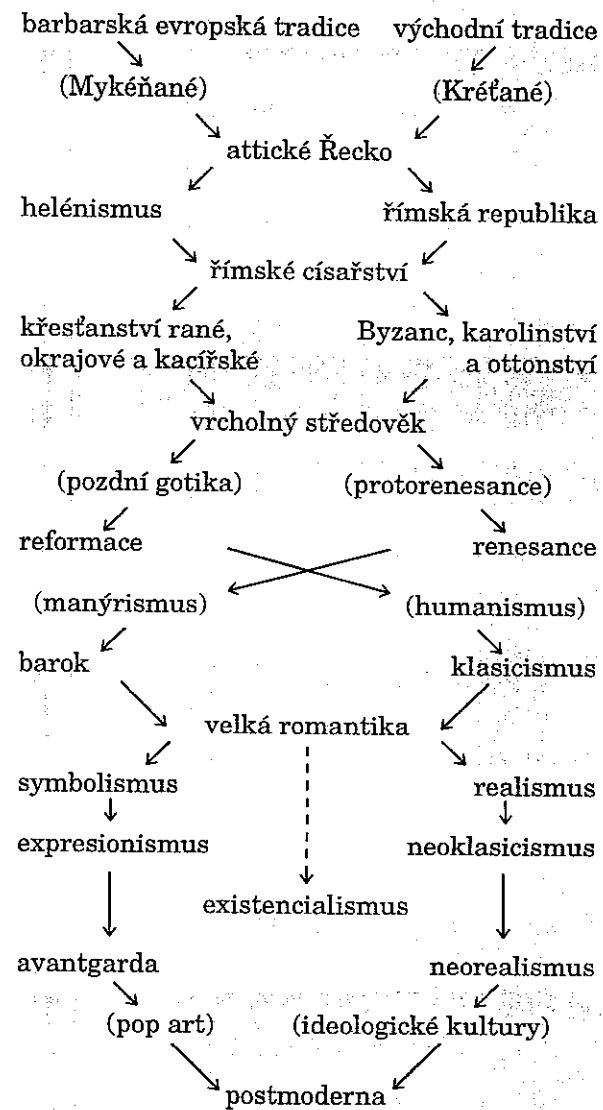 barbarská evropská tradice východní tradice
(Mykéňané) (Kréťané)
attické Řecko
helénismus římská republika
římské císařství
křesťanství rané, Byzanc, karolinství
okrajové a kacířské a ottonství
vrcholný středověk
(pozdní gotika) (protorenesance)
reformace renesance
(manýrismus) (humanismus)
barok klasicismus
velká romantika
symbolismus realismus
expresionismus neoklasicismus
existencialismus
avantgarda neorealismus
(pop art) (ideologické kultury)
postmoderna